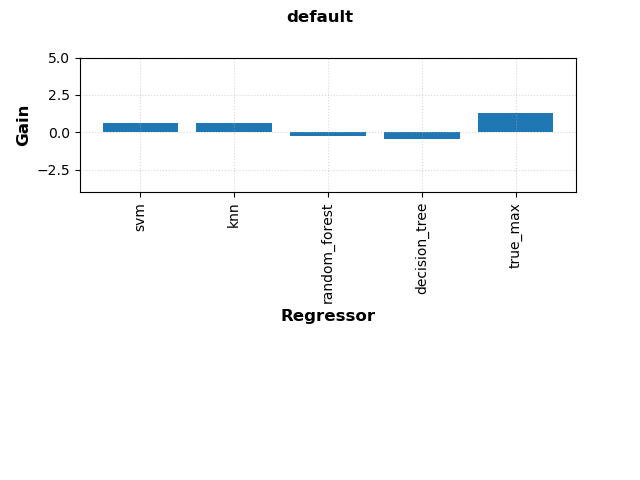 default
Gain
5.0
2.5
0.0
−2.5
svm
knn
random_forest
decision_tree
true_max
Regressor